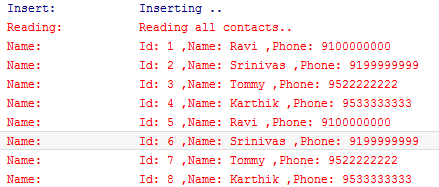 Insert: Inserting ..
Reading: Reading all contacts..
Name: Id: 1 ,Name: Ravi ,Phone: 9100000000
Name: Id: 2 ,Name: Srinivas ,Phone: 9199999999
Name: Id: 3 ,Name: Tommy ,Phone: 9522222222
Name: Id: 4 ,Name: Karthik ,Phone: 9533333333
Name: Id: 5 ,Name: Ravi ,Phone: 9100000000
Name: Id: 6 ,Name: Srinivas ,Phone: 9199999999
Name: Id: 7 ,Name: Tommy ,Phone: 9522222222
Name: Id: 8 ,Name: Karthik ,Phone: 9533333333